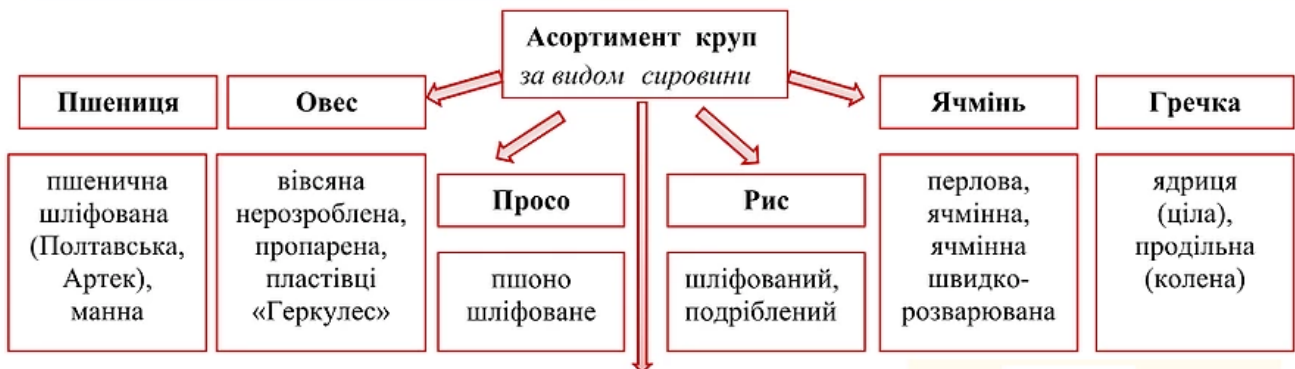 Асортимент круп
за видом сировини
Пшениця
пшенична
шліфована
(Полтавська,
Артек),
манна
Овес
вівсяна
нерозроблена,
пропарена,
пластівці
«Геркулес»
Просо
пшоно
шліфоване
Рис
шліфований,
подріблений
Ячмінь
перлова,
ячмінна,
ячмінна
швидко-
розварювана
Гречка
ядриця
(ціла),
продільна
(колена)